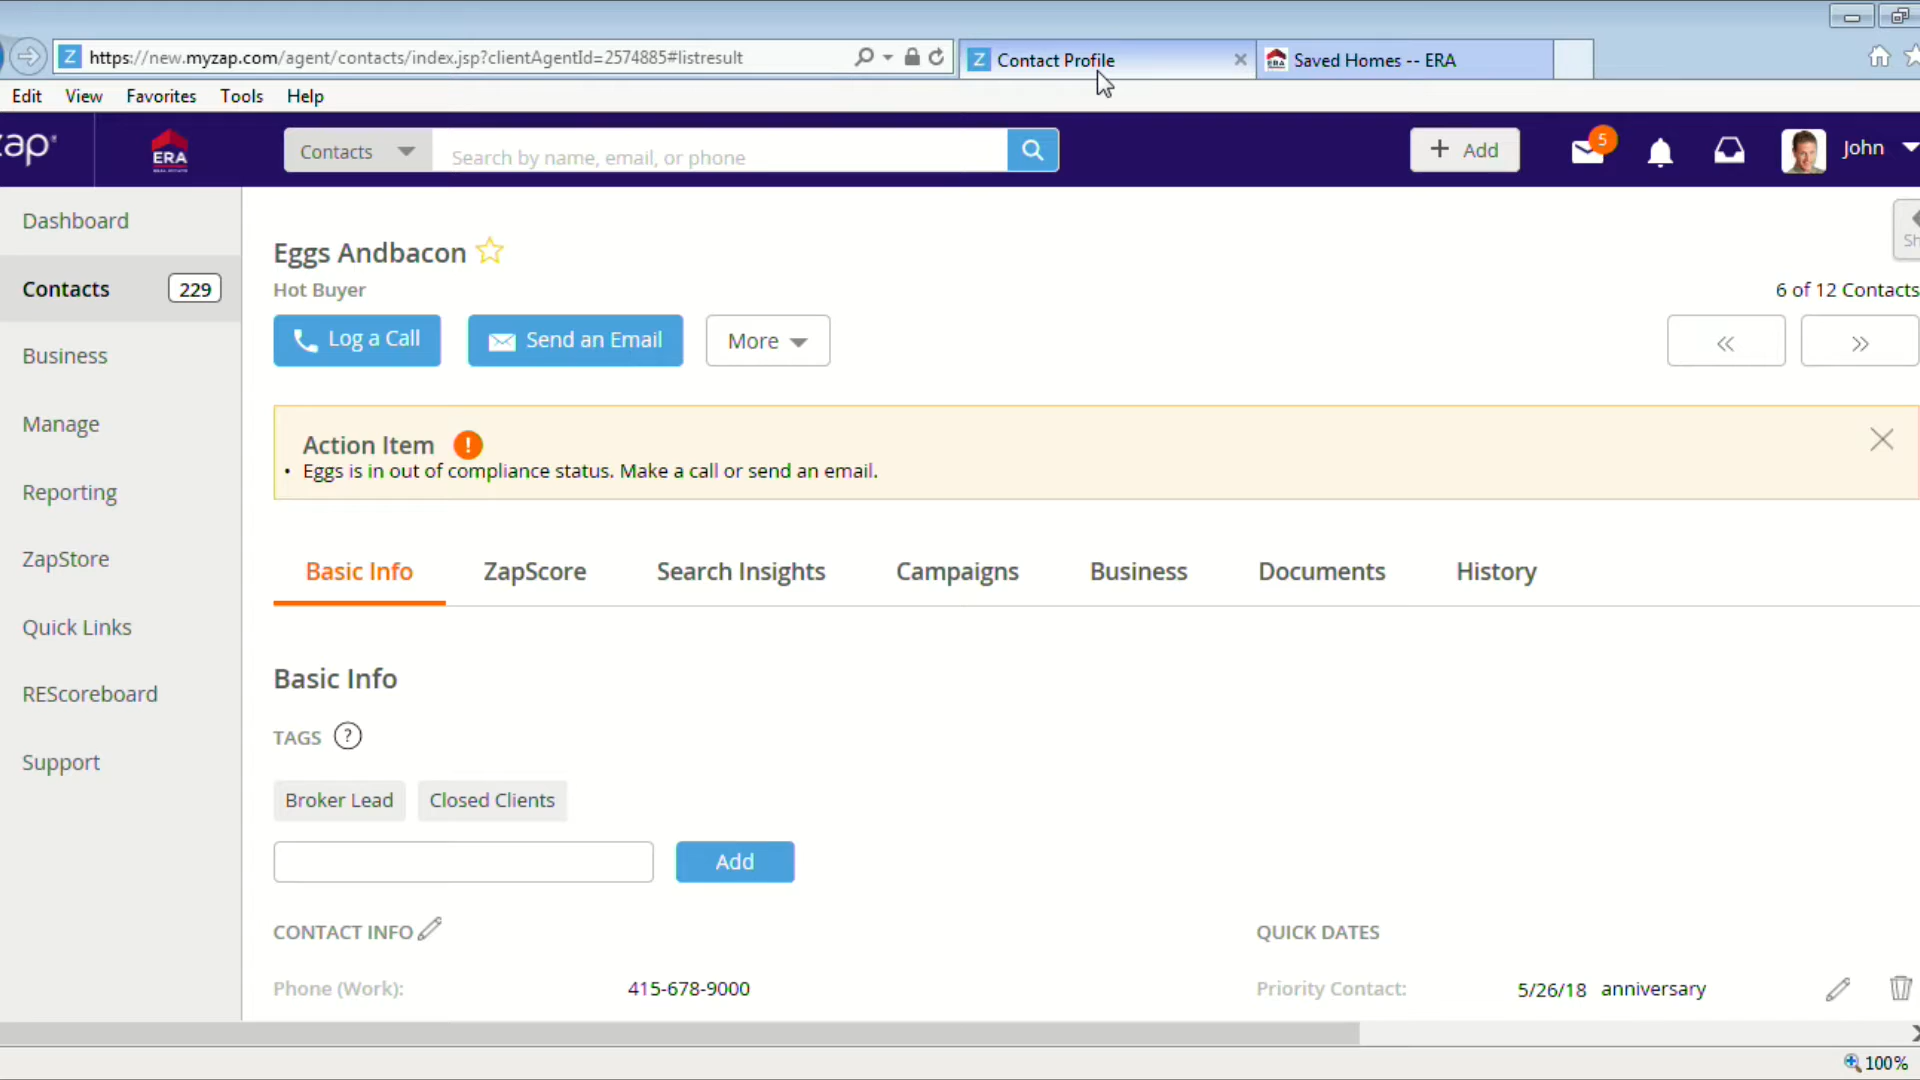 https://new.myzap.com/agent/contacts/index.jsp?clientAgentId=2574885#listresult
Z Contact Profile
Saved Homes -- ERA
Edit View Favorites Tools Help
zap
ERA
Contacts
Search by name, email, or phone
+ Add
5
John
Dashboard
Contacts 229
Business
Manage
Reporting
ZapStore
Quick Links
REScoreboard
Support
Eggs Andbacon
Hot Buyer
6 of 12 Contacts
Log a Call
Send an Email
More
Action Item !
• Eggs is in out of compliance status. Make a call or send an email.
Basic Info ZapScore Search Insights Campaigns Business Documents History
Basic Info
TAGS ?
Broker Lead Closed Clients
Add
CONTACT INFO
QUICK DATES
Phone (Work): 415-678-9000
Priority Contact: 5/26/18 anniversary
100%